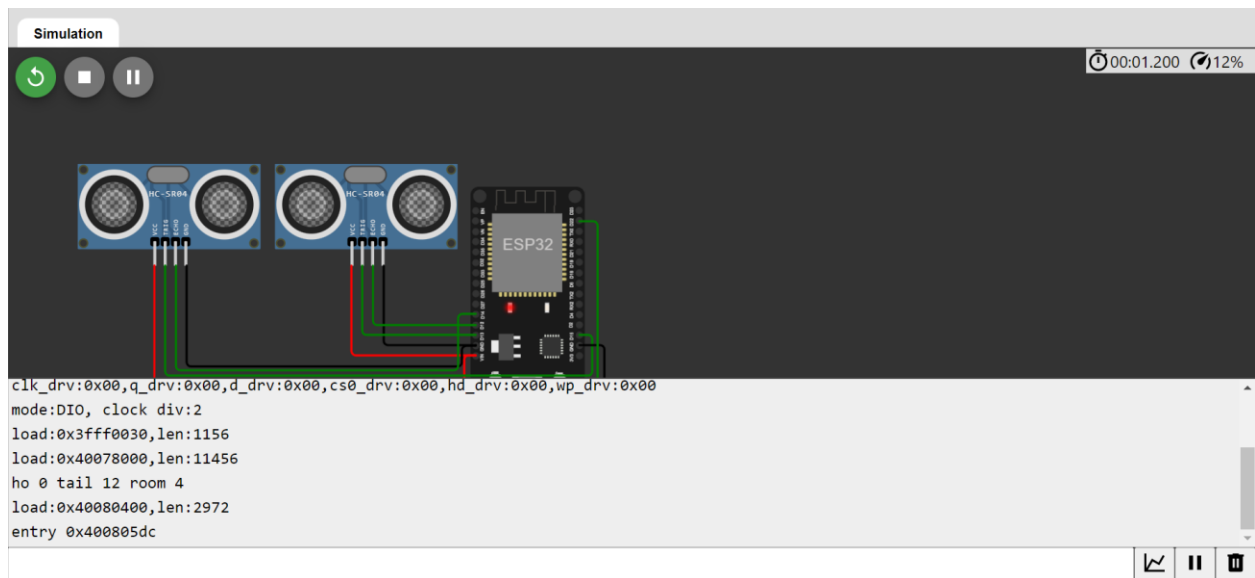 Simulation
00:01.200
12%
HC-SR04
HC-SR04
VCC
TRIG
ECHO
GND
VCC
TRIG
ECHO
GND
ESP32
clk_drv:0x00,q_drv:0x00,d_drv:0x00,cs0_drv:0x00,hd_drv:0x00,wp_drv:0x00
mode:DIO, clock div:2
load:0x3fff0030,len:1156
load:0x40078000,len:11456
ho 0 tail 12 room 4
load:0x40080400,len:2972
entry 0x400805dc